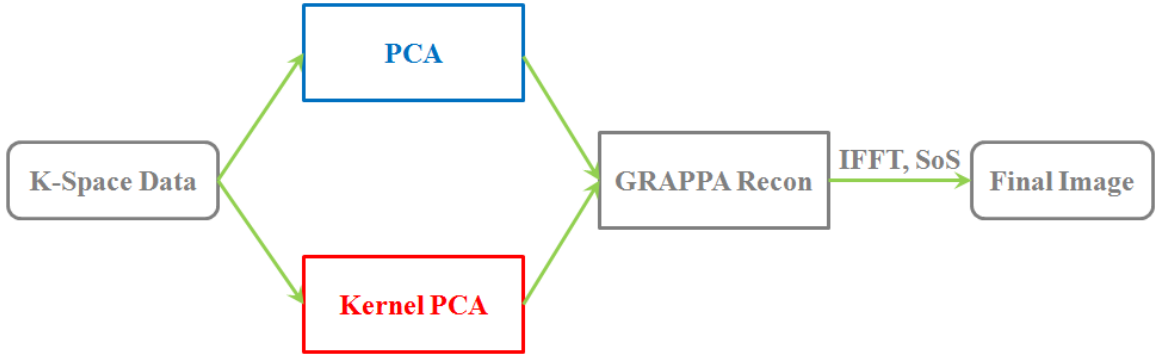 PCA
K-Space Data
Kernel PCA
GRAPPA Recon
IFFT, SoS
Final Image